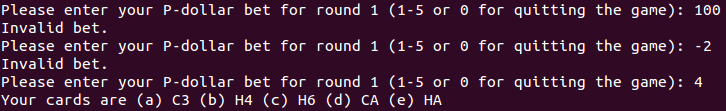 Please enter your P-dollar bet for round 1 (1-5 or 0 for quitting the game): 100
Invalid bet.
Please enter your P-dollar bet for round 1 (1-5 or 0 for quitting the game): -2
Invalid bet.
Please enter your P-dollar bet for round 1 (1-5 or 0 for quitting the game): 4
Your cards are (a) C3 (b) H4 (c) H6 (d) CA (e) HA